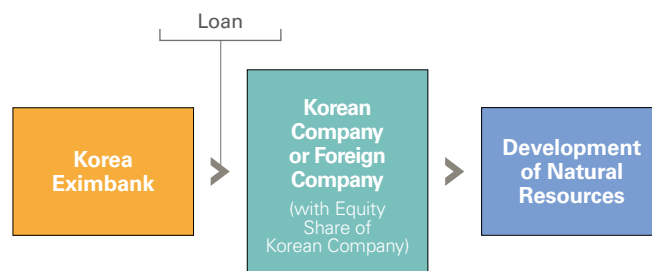 Loan
Korea
Eximbank
Korean
Company
or Foreign
Company
(with Equity
Share of
Korean Company)
Development
of Natural
Resources